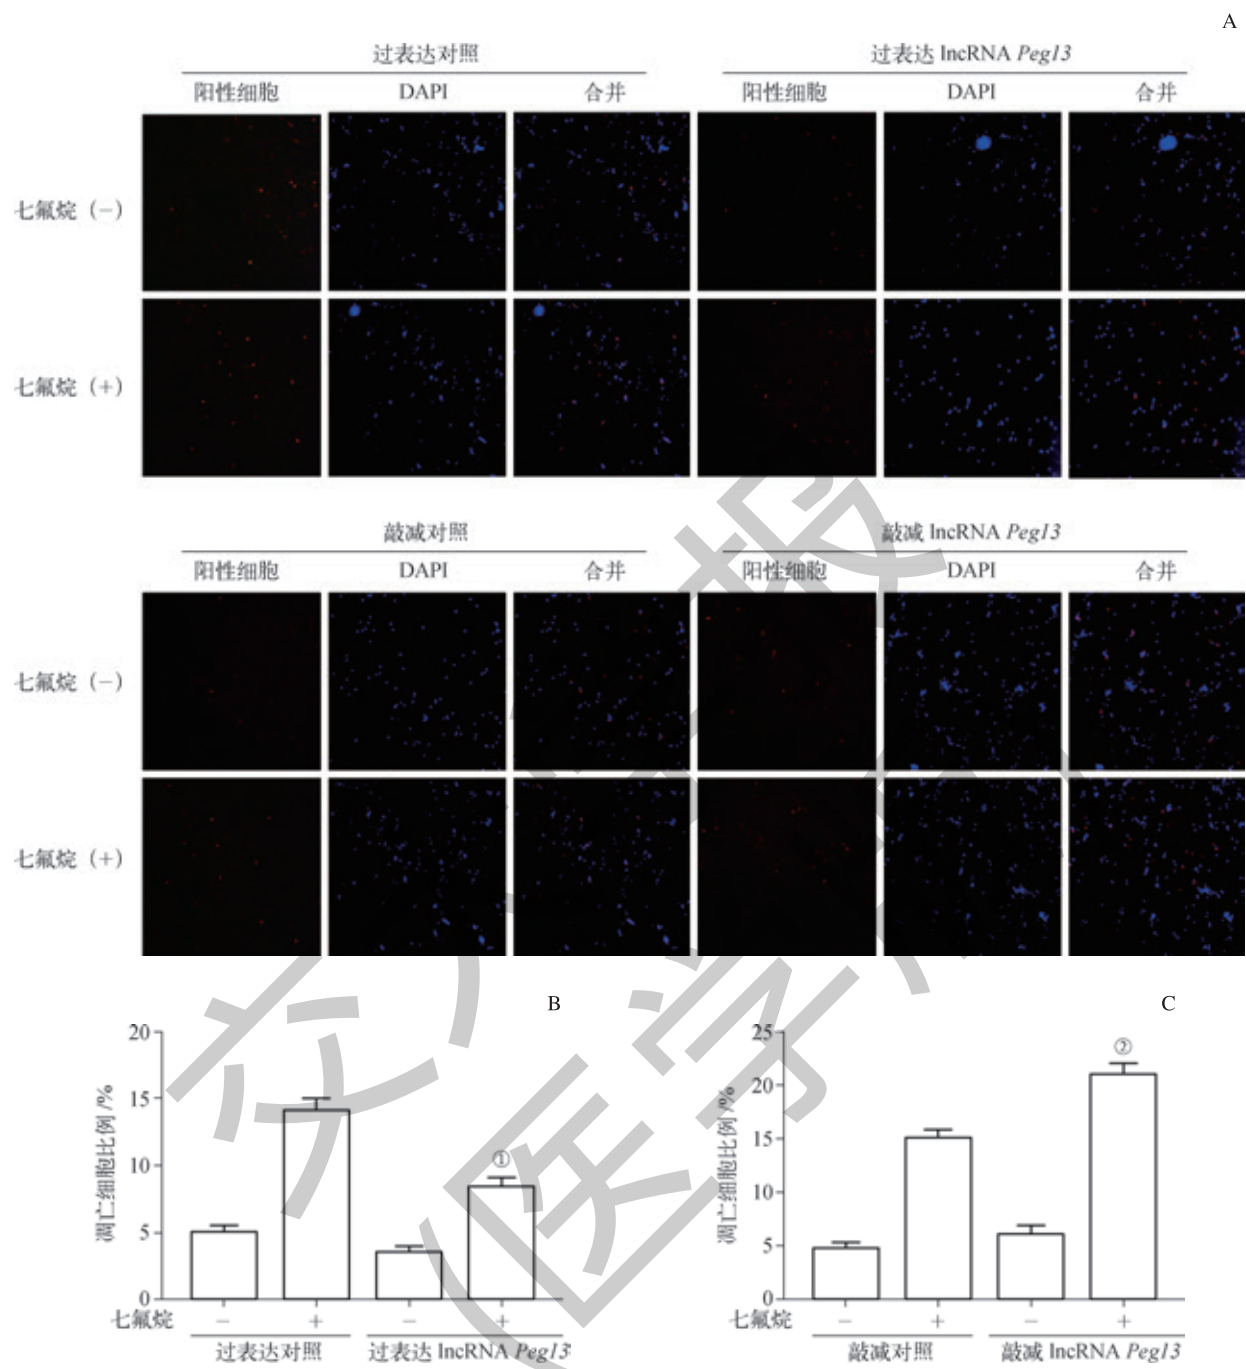 A
过表达对照 过表达 lncRNA Peg13
阳性细胞 DAPI 合并 阳性细胞 DAPI 合并
七氟烷（−）
七氟烷（+）
敲减对照 敲减 lncRNA Peg13
阳性细胞 DAPI 合并 阳性细胞 DAPI 合并
七氟烷（−）
七氟烷（+）
B
20
15
10
5
0
凋亡细胞比例 /%
①
七氟烷 − + − +
过表达对照 过表达 lncRNA Peg13
C
25
20
15
10
5
0
凋亡细胞比例 /%
②
七氟烷 − + − +
敲减对照 敲减 lncRNA Peg13
交
报
（医学